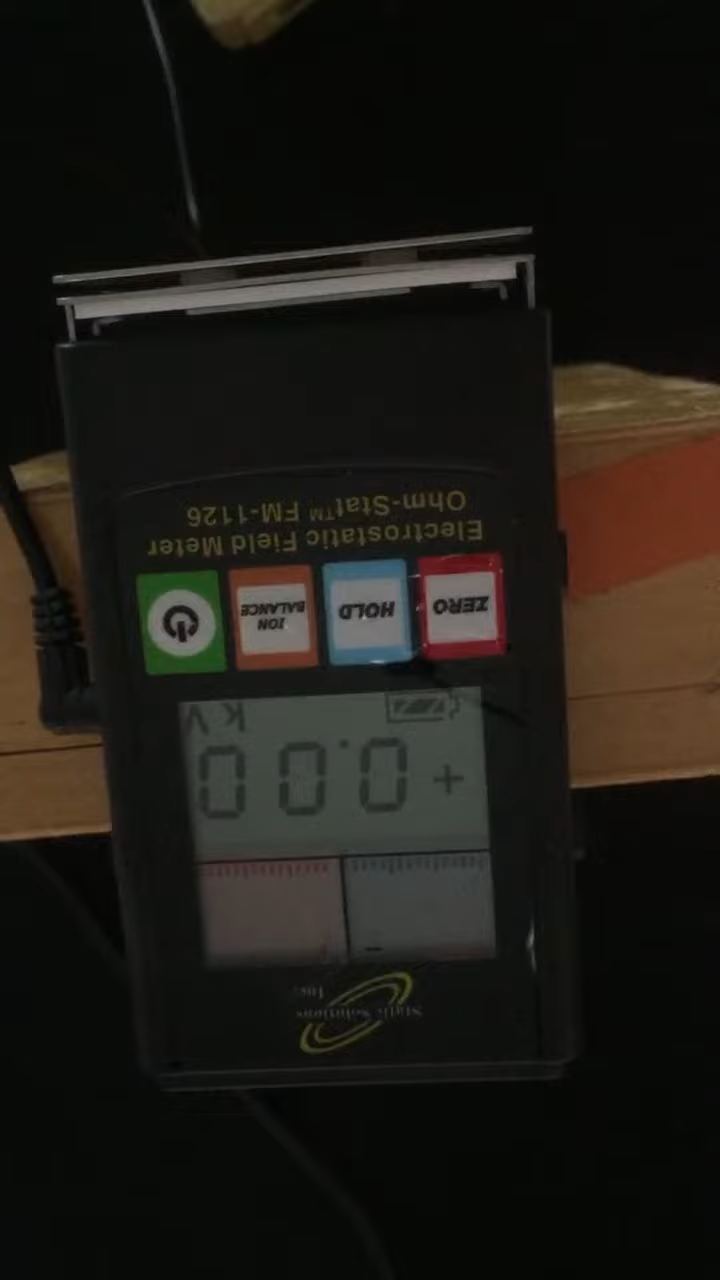 Static Solutions
Inc.
- +
+0.00
KV
ZERO HOLD ION BALANCE
Electrostatic Field Meter
Ohm-Stat™ FM-1126